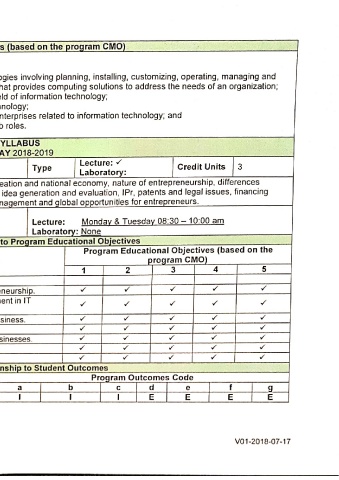 s (based on the program CMO)
ogies involving planning, installing, customizing, operating, managing and
hat provides computing solutions to address the needs of an organization;
eld of information technology;
nology;
nterprises related to information technology; and
o roles.
YLLABUS
AY 2018-2019
Type Lecture: ✓ Credit Units 3
Laboratory:
eation and national economy, nature of entrepreneurship, differences
idea generation and evaluation, IPr, patents and legal issues, financing
nagement and global opportunities for entrepreneurs.
Lecture: Monday & Tuesday 08:30 – 10:00 am
Laboratory: None
to Program Educational Objectives
Program Educational Objectives (based on the
program CMO)
1 2 3 4 5
eneurship. ✓ ✓ ✓ ✓ ✓
ent in IT ✓ ✓ ✓ ✓ ✓
siness. ✓ ✓ ✓ ✓ ✓
✓ ✓ ✓ ✓ ✓
sinesses. ✓ ✓ ✓ ✓ ✓
✓ ✓ ✓ ✓ ✓
✓ ✓ ✓ ✓ ✓
nship to Student Outcomes
Program Outcomes Code
a b c d e f g
I I I E E E E
V01-2018-07-17